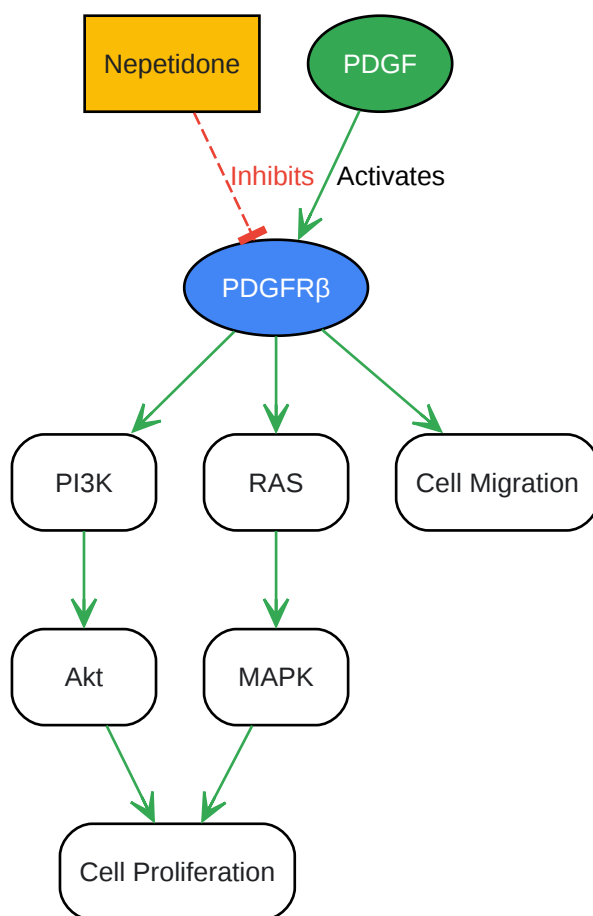 Nepetidone
PDGF
Inhibits
Activates
PDGFRβ
PI3K
RAS
Cell Migration
Akt
MAPK
Cell Proliferation